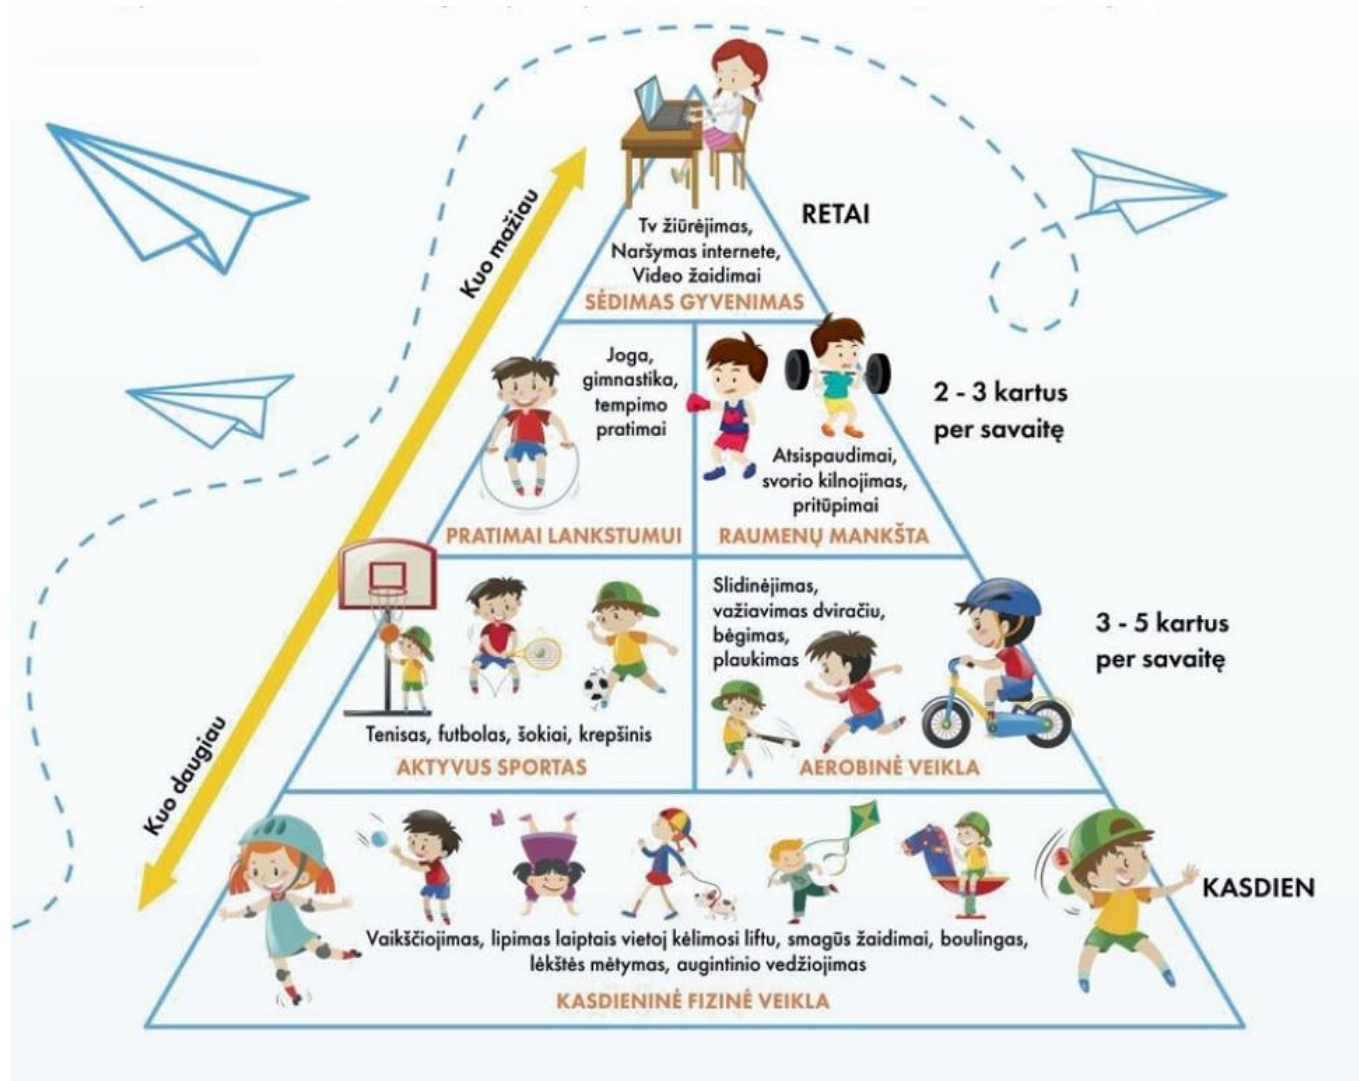 Kuo mažiau
RETAI
Tv žiūrėjimas,
Naršymas internete,
Video žaidimai
SĖDIMAS GYVENIMAS
Joga,
gimnastika,
tempimo
pratimai
PRATIMAI LANKSTUMUI
Atsispaudimai,
svorio kilnojimas,
pritūpimai
RAUMENŲ MANKŠTA
2 - 3 kartus
per savaitę
Tenisas, futbolas, šokiai, krepšinis
AKTYVUS SPORTAS
Slidinėjimas,
važiavimas dviračiu,
bėgimas,
plaukimas
AEROBINĖ VEIKLA
3 - 5 kartus
per savaitę
Kuo daugiau
Vaikščiojimas, lipimas laiptais vietoj kėlimosi liftu, smagūs žaidimai, boulingas,
lėkštės mėtymas, augintinio vedžiojimas
KASDIENINĖ FIZINĖ VEIKLA
KASDIEN